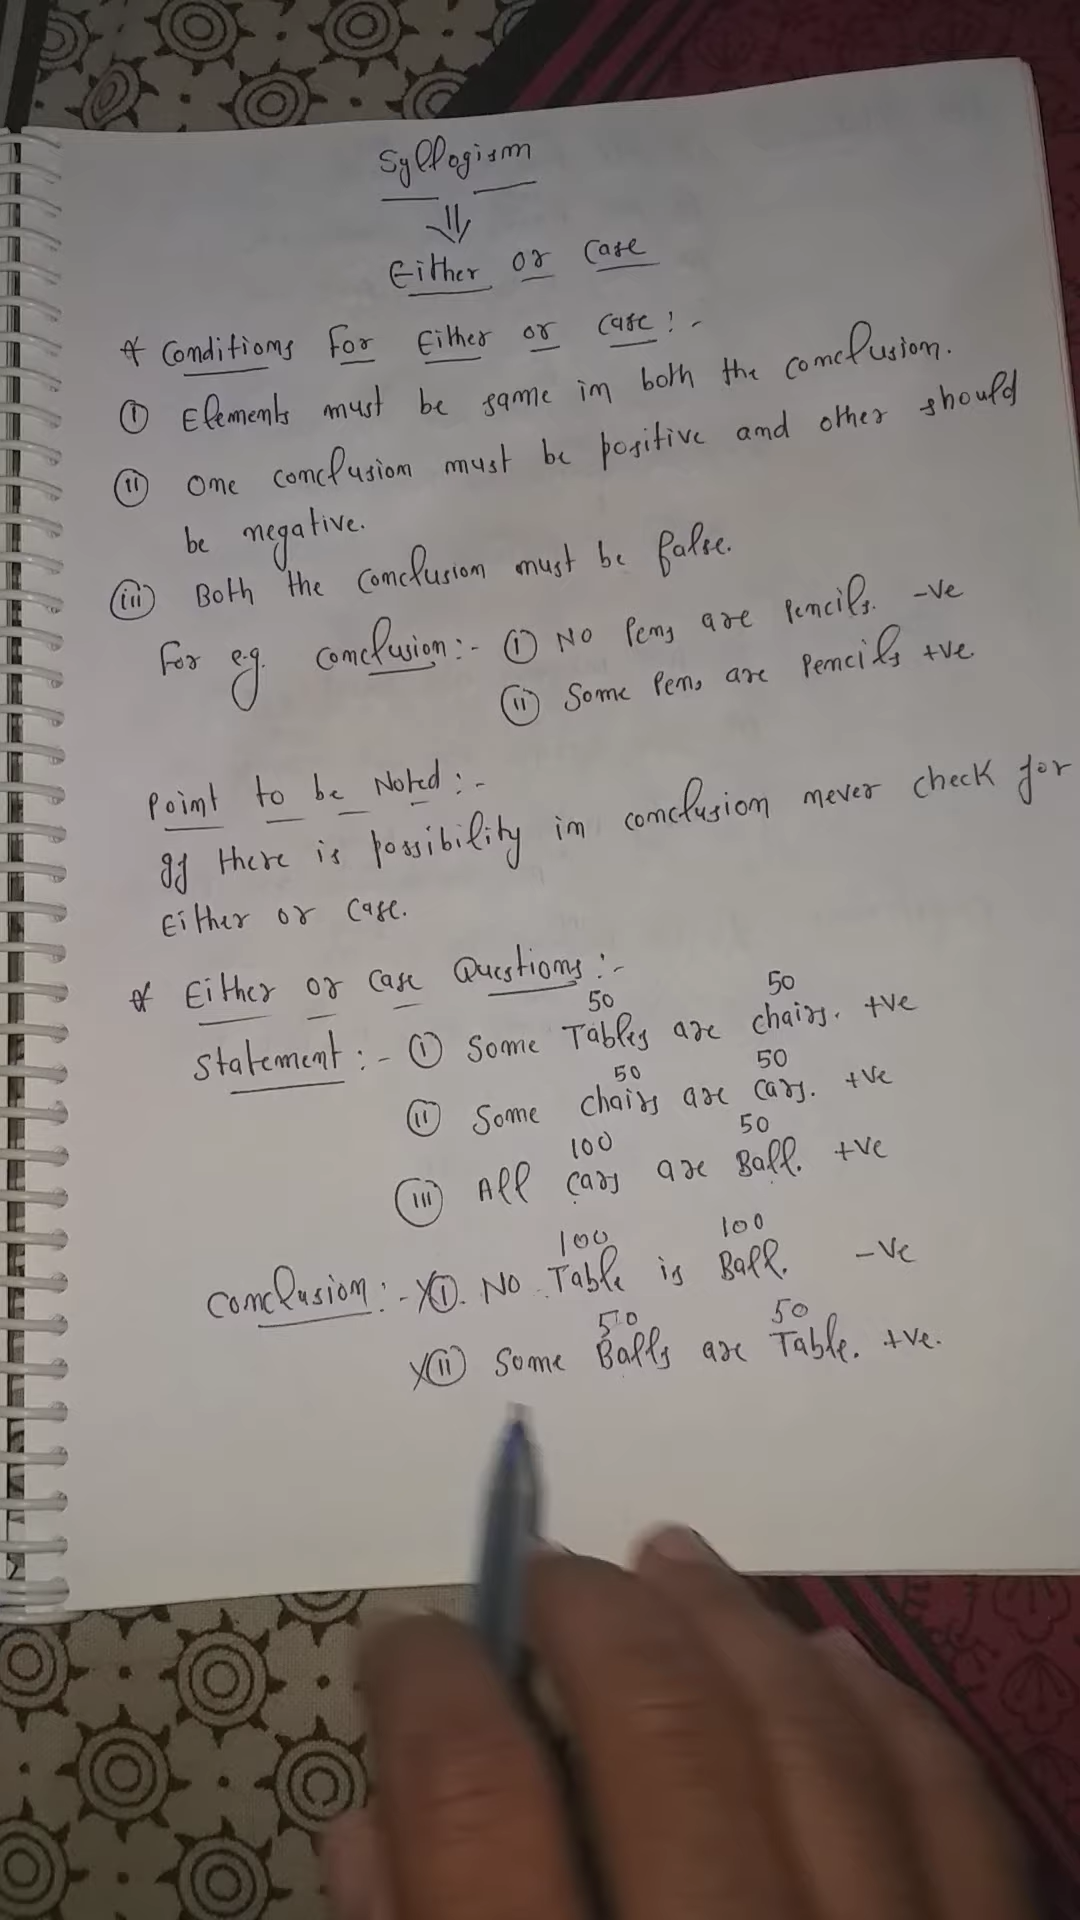 Syllogism
⇓
Either or Case
* Conditions For Either or Case:-
(i) Elements must be same in both the conclusion.
(ii) One conclusion must be positive and other should
be negative.
(iii) Both the conclusion must be false.
For e.g. conclusion:- (i) No Pens are Pencils. -ve
(ii) Some Pens are Pencils +ve
Point to be Noted:-
If there is possibility in conclusion never check for
Either or Case.
* Either or Case Questions:-
50 50
Statement:- (i) Some Tables are chairs. +ve
50 50
(ii) Some chairs are Cars. +ve
100 50
(iii) All Cars are Ball. +ve
100 100
Conclusion:- X(i). No Table is Ball. -ve
50 50
X(ii) Some Balls are Table. +ve.